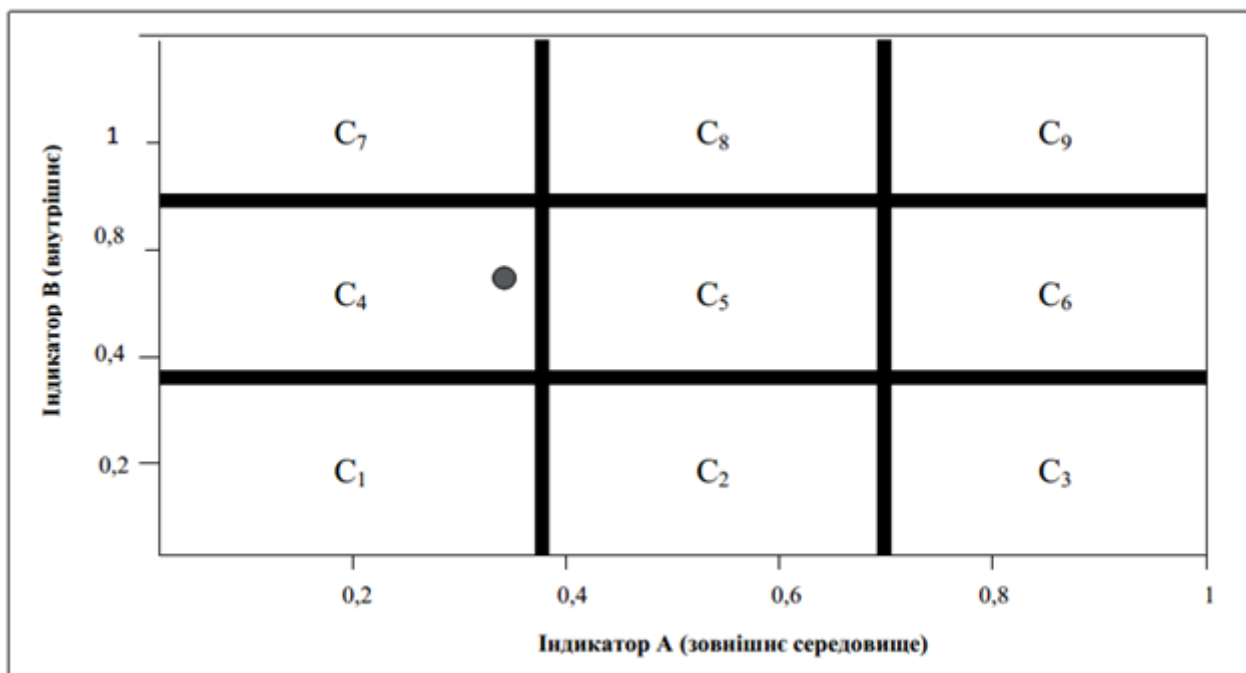 Індикатор В (внутрішнє)
1
0,8
0,4
0,2
C₇
C₈
C₉
C₄
C₅
C₆
C₁
C₂
C₃
0,2
0,4
0,6
0,8
1
Індикатор А (зовнішнє середовище)